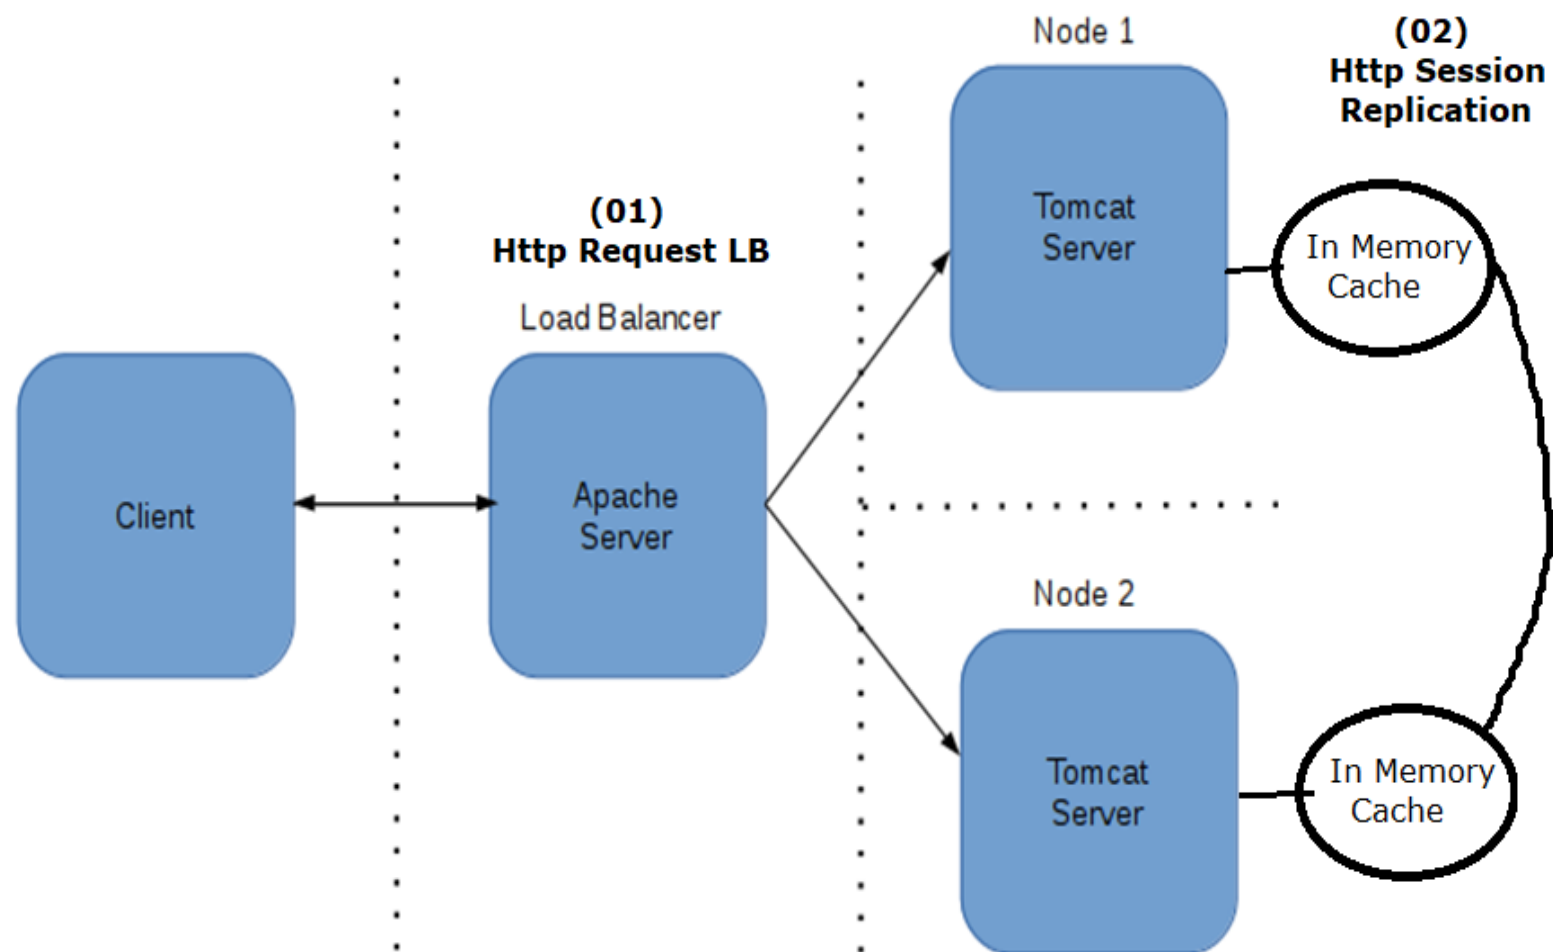 Node 1
(02)
Http Session
Replication
Tomcat
Server
In Memory
Cache
(01)
Http Request LB
Load Balancer
Client
Apache
Server
Node 2
Tomcat
Server
In Memory
Cache